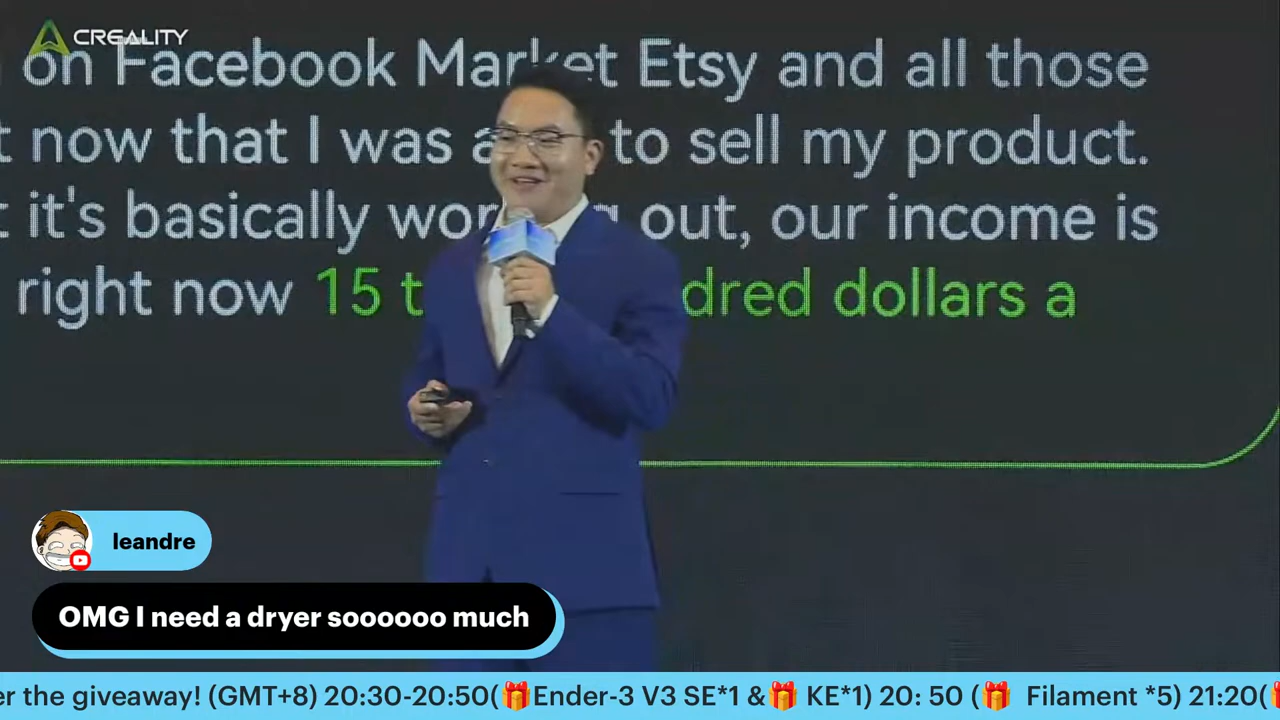 CREALITY
on Facebook Market Etsy and all those
now that I was to sell my product.
it's basically out, our income is
right now 15 dollars a
leandre
OMG I need a dryer soooooo much
the giveaway! (GMT+8) 20:30-20:50(🎁Ender-3 V3 SE*1 &🎁 KE*1) 20: 50 (🎁 Filament *5) 21:20(